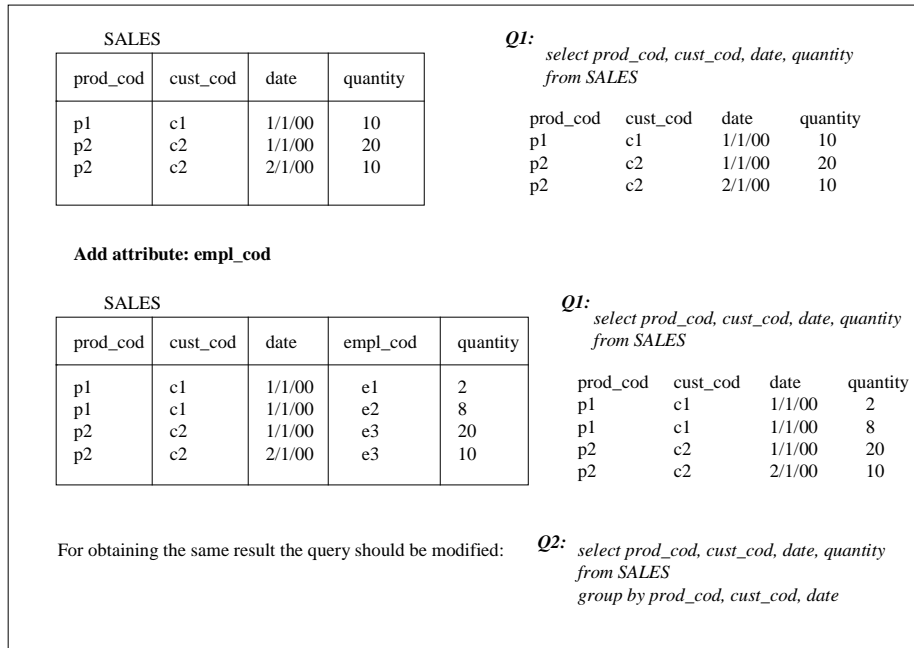 SALES
prod_cod cust_cod date quantity
p1 c1 1/1/00 10
p2 c2 1/1/00 20
p2 c2 2/1/00 10
Q1:
select prod_cod, cust_cod, date, quantity
from SALES
prod_cod cust_cod date quantity
p1 c1 1/1/00 10
p2 c2 1/1/00 20
p2 c2 2/1/00 10
Add attribute: empl_cod
SALES
prod_cod cust_cod date empl_cod quantity
p1 c1 1/1/00 e1 2
p1 c1 1/1/00 e2 8
p2 c2 1/1/00 e3 20
p2 c2 2/1/00 e3 10
Q1:
select prod_cod, cust_cod, date, quantity
from SALES
prod_cod cust_cod date quantity
p1 c1 1/1/00 2
p1 c1 1/1/00 8
p2 c2 1/1/00 20
p2 c2 2/1/00 10
For obtaining the same result the query should be modified:
Q2:
select prod_cod, cust_cod, date, quantity
from SALES
group by prod_cod, cust_cod, date